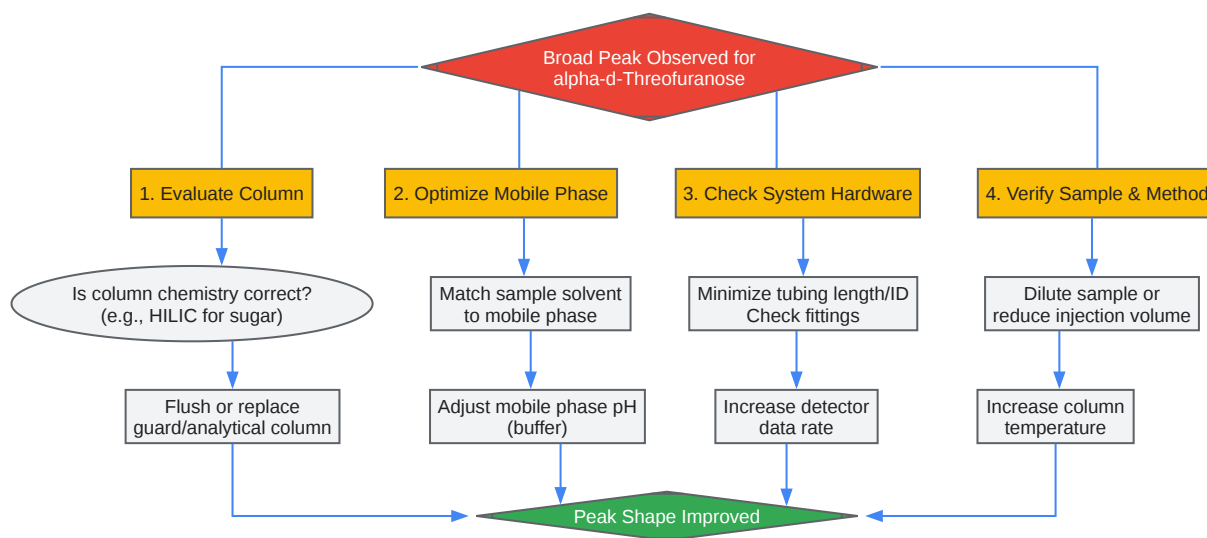 Broad Peak Observed for
alpha-d-Threofuranose
1. Evaluate Column
2. Optimize Mobile Phase
3. Check System Hardware
4. Verify Sample & Method
Is column chemistry correct?
(e.g., HILIC for sugar)
Match sample solvent
to mobile phase
Minimize tubing length/ID
Check fittings
Dilute sample or
reduce injection volume
Flush or replace
guard/analytical column
Adjust mobile phase pH
(buffer)
Increase detector
data rate
Increase column
temperature
Peak Shape Improved